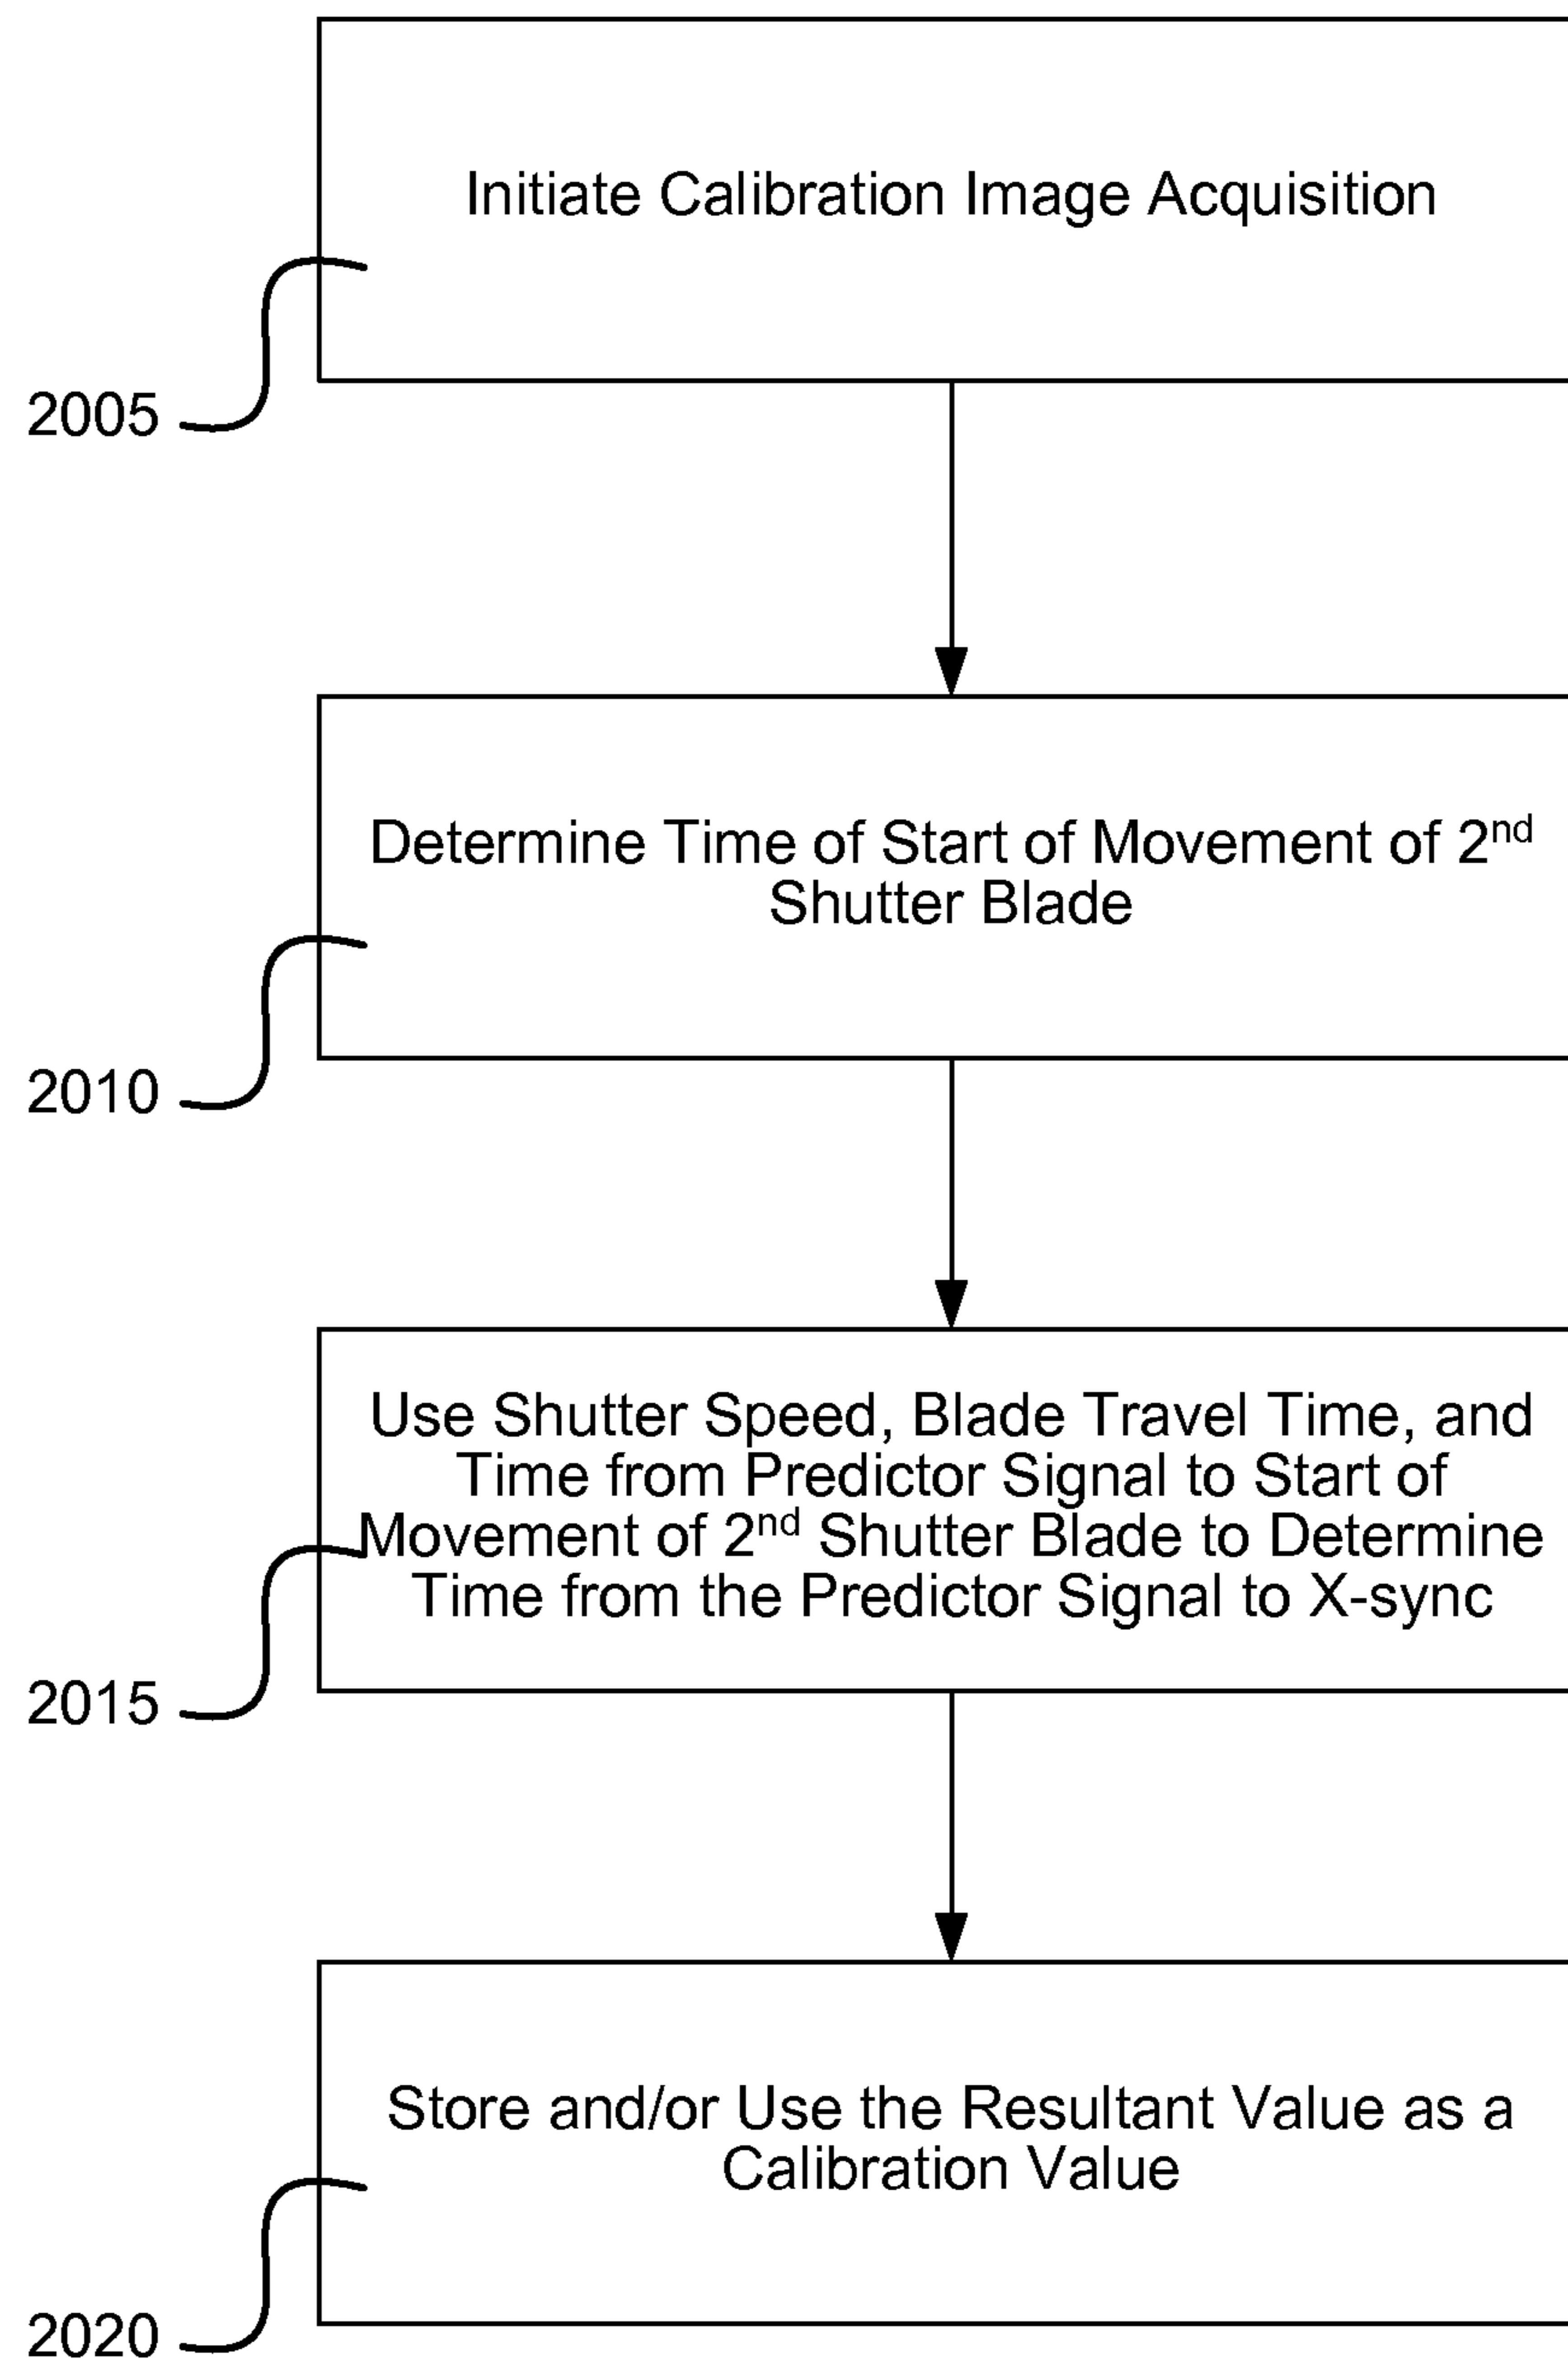 Initiate Calibration Image Acquisition
2005
Determine Time of Start of Movement of 2nd
Shutter Blade
2010
Use Shutter Speed, Blade Travel Time, and
Time from Predictor Signal to Start of
Movement of 2nd Shutter Blade to Determine
Time from the Predictor Signal to X-sync
2015
Store and/or Use the Resultant Value as a
Calibration Value
2020